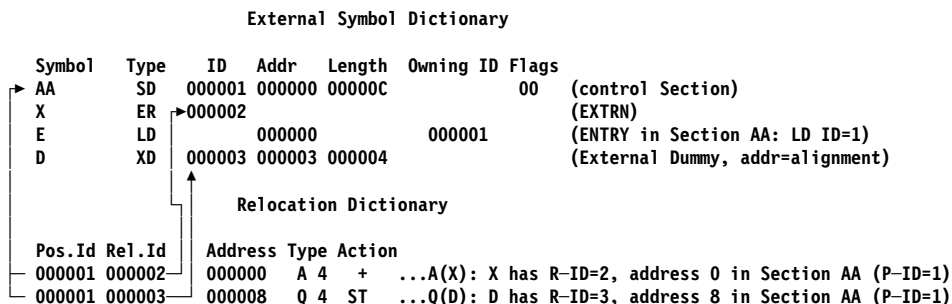 External Symbol Dictionary
Symbol Type ID Addr Length Owning ID Flags
AA SD 000001 000000 00000C 00 (control Section)
X ER 000002 (EXTRN)
E LD 000000 000001 (ENTRY in Section AA: LD ID=1)
D XD 000003 000003 000004 (External Dummy, addr=alignment)
Relocation Dictionary
Pos.Id Rel.Id Address Type Action
000001 000002 000000 A 4 + ...A(X): X has R-ID=2, address 0 in Section AA (P-ID=1)
000001 000003 000008 Q 4 ST ...Q(D): D has R-ID=3, address 8 in Section AA (P-ID=1)